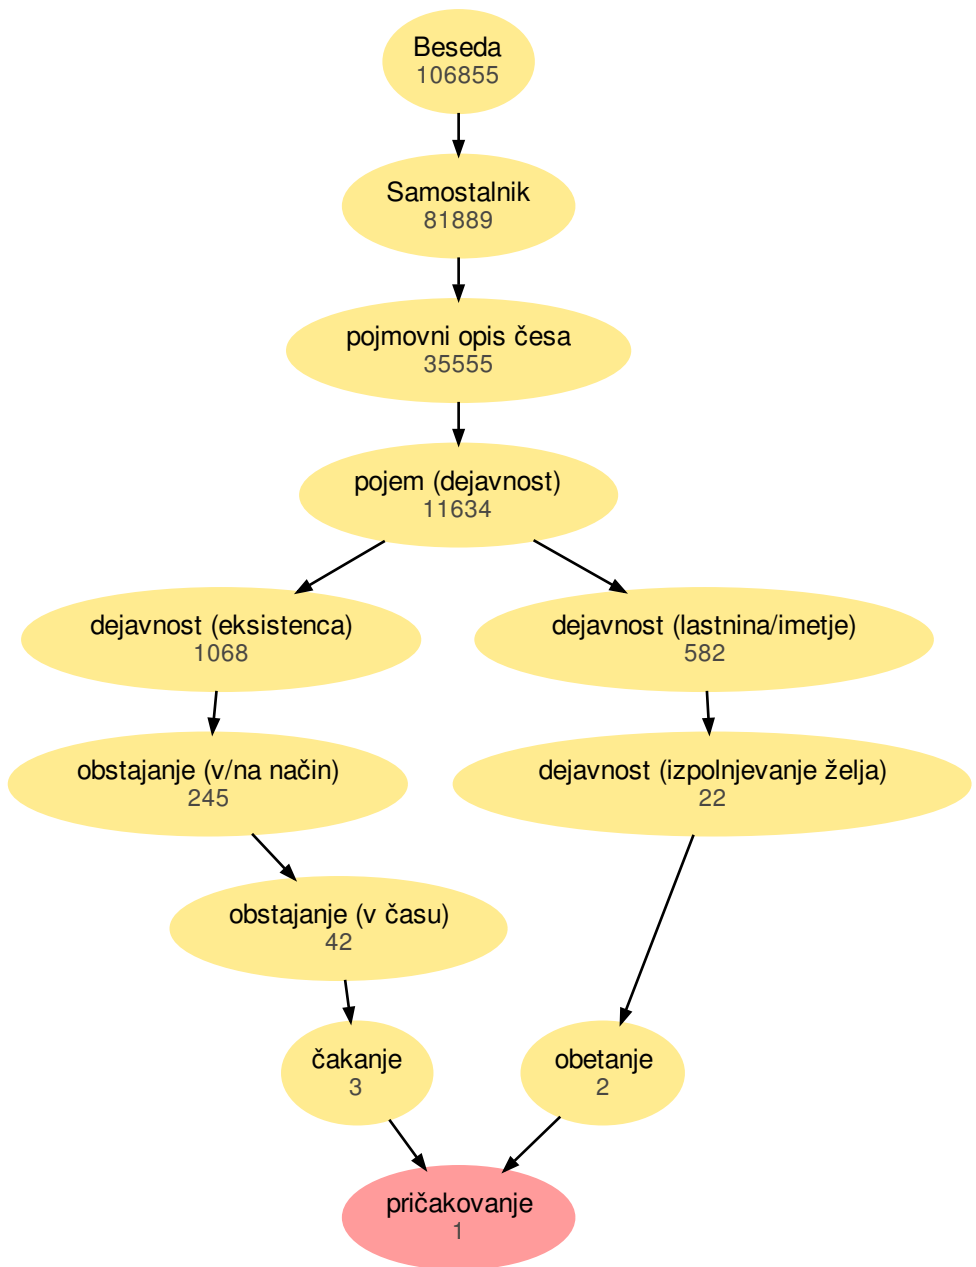 Beseda
106855
Samostalnik
81889
pojmovni opis česa
35555
pojem (dejavnost)
11634
dejavnost (eksistenca)
1068
dejavnost (lastnina/imetje)
582
obstajanje (v/na način)
245
dejavnost (izpolnjevanje želja)
22
obstajanje (v času)
42
čakanje
3
obetanje
2
pričakovanje
1